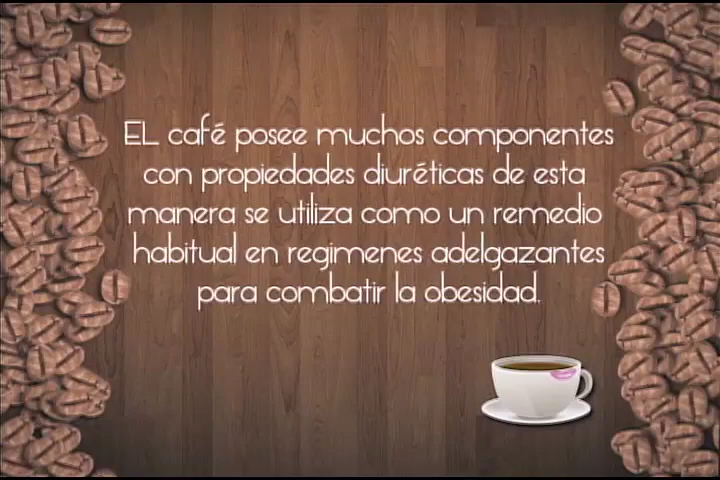 EL café posee muchos componentes
con propiedades diuréticas de esta
manera se utiliza como un remedio
habitual en regimenes adelgazantes
para combatir la obesidad.